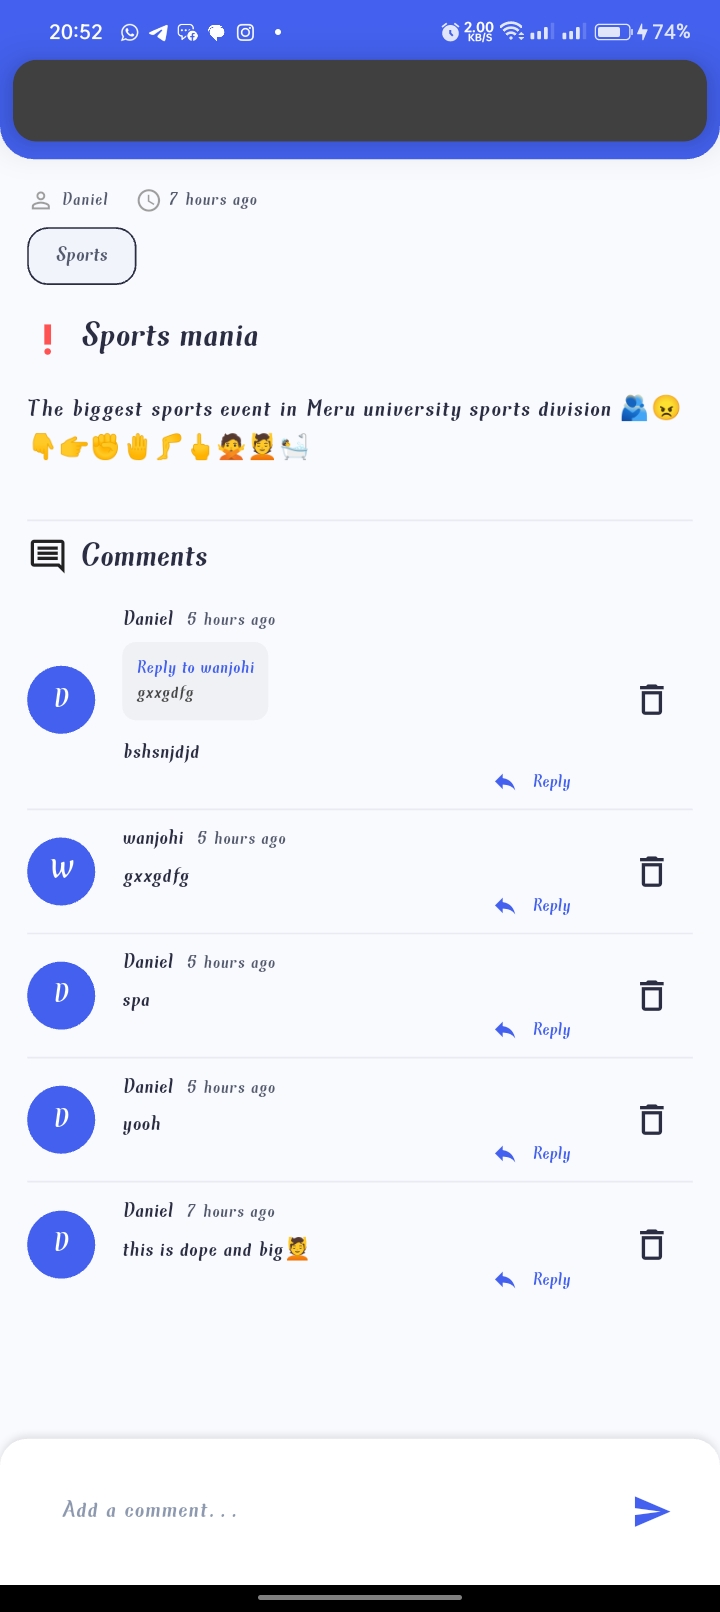 20:52 2.00 KB/S 74%
Daniel 7 hours ago
Sports
❗ Sports mania
The biggest sports event in Meru university sports division 🫂😠
👇👉✊🤚🦵🖕🙅💆🛀
Comments
Daniel 5 hours ago
Reply to wanjohi
gxxgdfg
D
bshsnjdjd
Reply
wanjohi 5 hours ago
W
gxxgdfg
Reply
Daniel 5 hours ago
D
spa
Reply
Daniel 5 hours ago
D
yooh
Reply
Daniel 7 hours ago
D
this is dope and big💆
Reply
Add a comment...